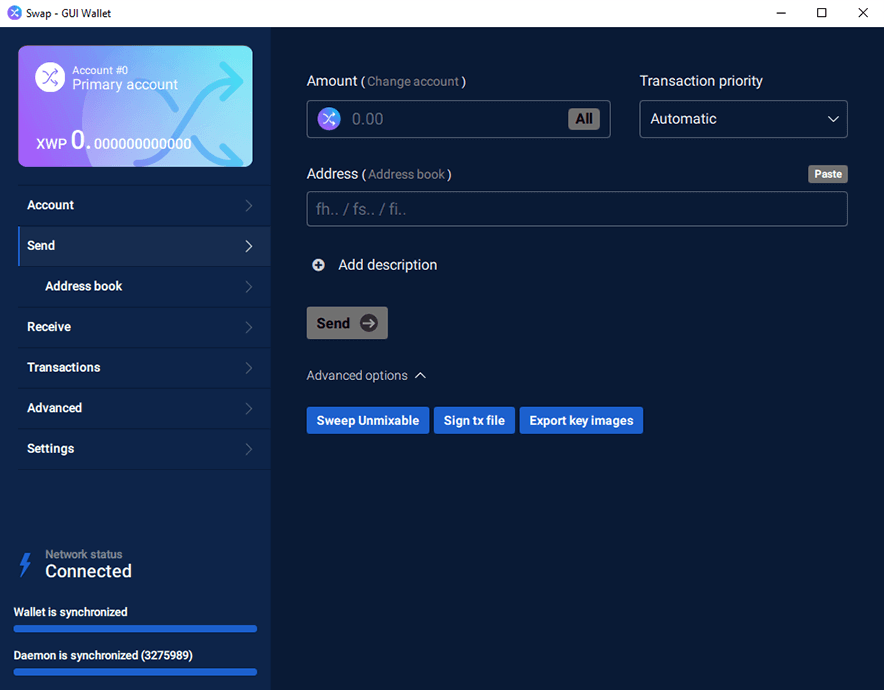 Swap - GUI Wallet
Account #0
Primary account
XWP 0.000000000000
Account
Send
Address book
Receive
Transactions
Advanced
Settings
Network status
Connected
Wallet is synchronized
Daemon is synchronized (3275989)
Amount ( Change account )
0.00
All
Transaction priority
Automatic
Address ( Address book )
Paste
fh.. / fs.. / fi..
Add description
Send
Advanced options
Sweep Unmixable
Sign tx file
Export key images